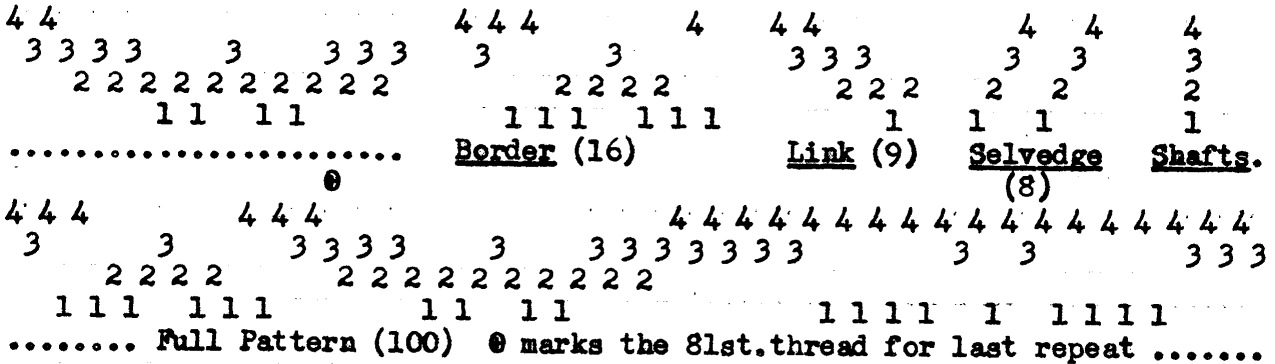 4 4 4 4 4 4 4 4 4 4 4
3 3 3 3 3 3 3 3 3 3 3 3 3 3 3 3
2 2 2 2 2 2 2 2 2 2 2 2 2 2 2 2 2 2 2 2
1 1 1 1 1 1 1 1 1 1 1 1 1 1
........................ Border (16) Link (9) Selvedge Shafts.
θ (8)
4 4 4 4 4 4 4 4 4 4 4 4 4 4 4 4 4 4 4 4 4 4 4 4
3 3 3 3 3 3 3 3 3 3 3 3 3 3 3 3 3 3 3
2 2 2 2 2 2 2 2 2 2 2 2 2 2
1 1 1 1 1 1 1 1 1 1 1 1 1 1 1 1 1 1 1
........ Full Pattern (100) θ marks the 81st.thread for last repeat .......